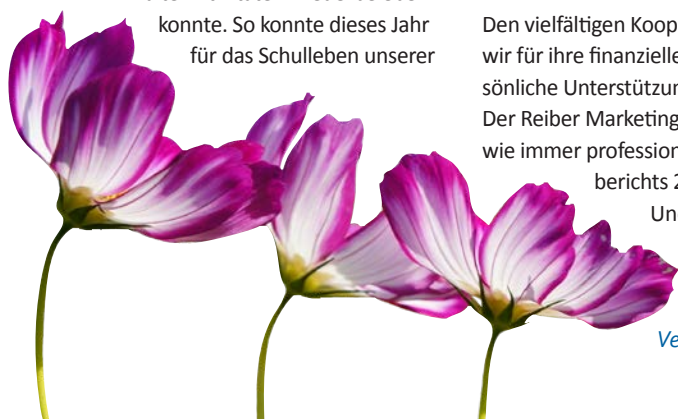 konnte. So konnte dieses Jahr
für das Schulleben unserer
Den vielfältigen Koop
wir für ihre finanzielle
sönliche Unterstützun
Der Reiber Marketing
wie immer profession
berichts 2
Un
Ve